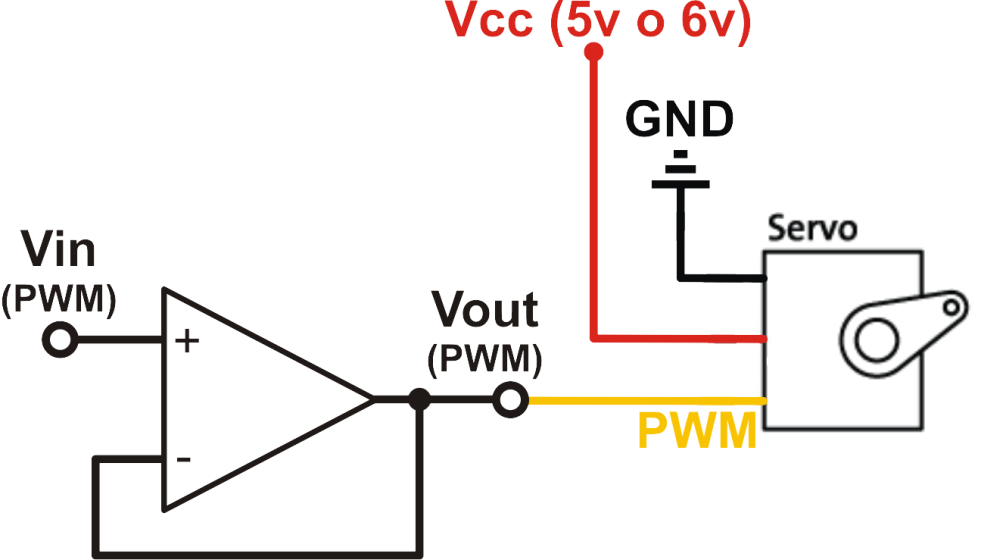 Vcc (5v o 6v)
GND
Servo
Vin
(PWM)
+
-
Vout
(PWM)
PWM